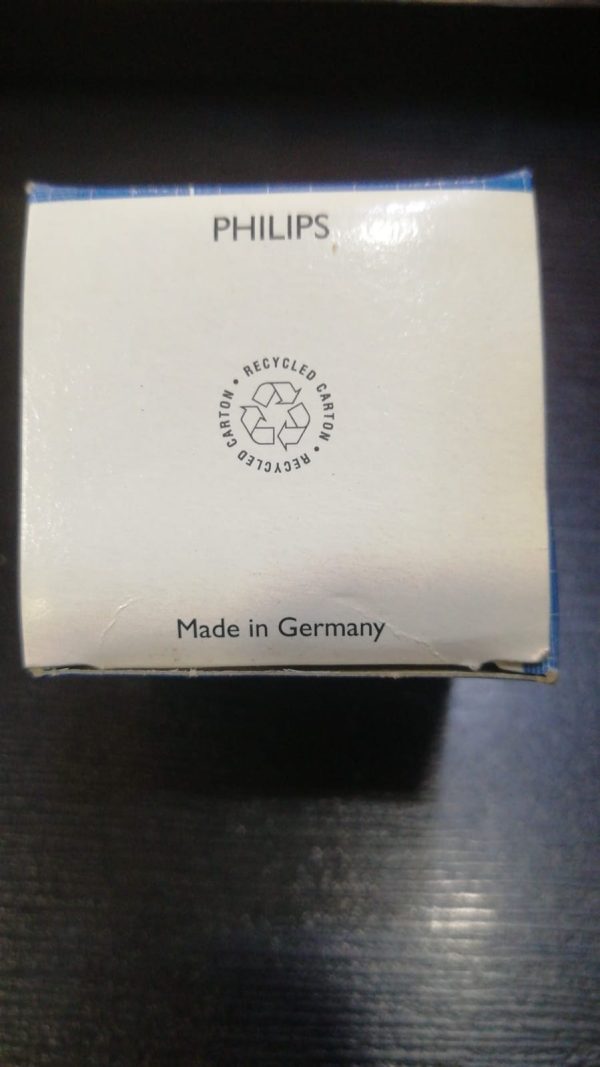 PHILIPS
RECYCLED CARTON • RECYCLED CARTON •
Made in Germany